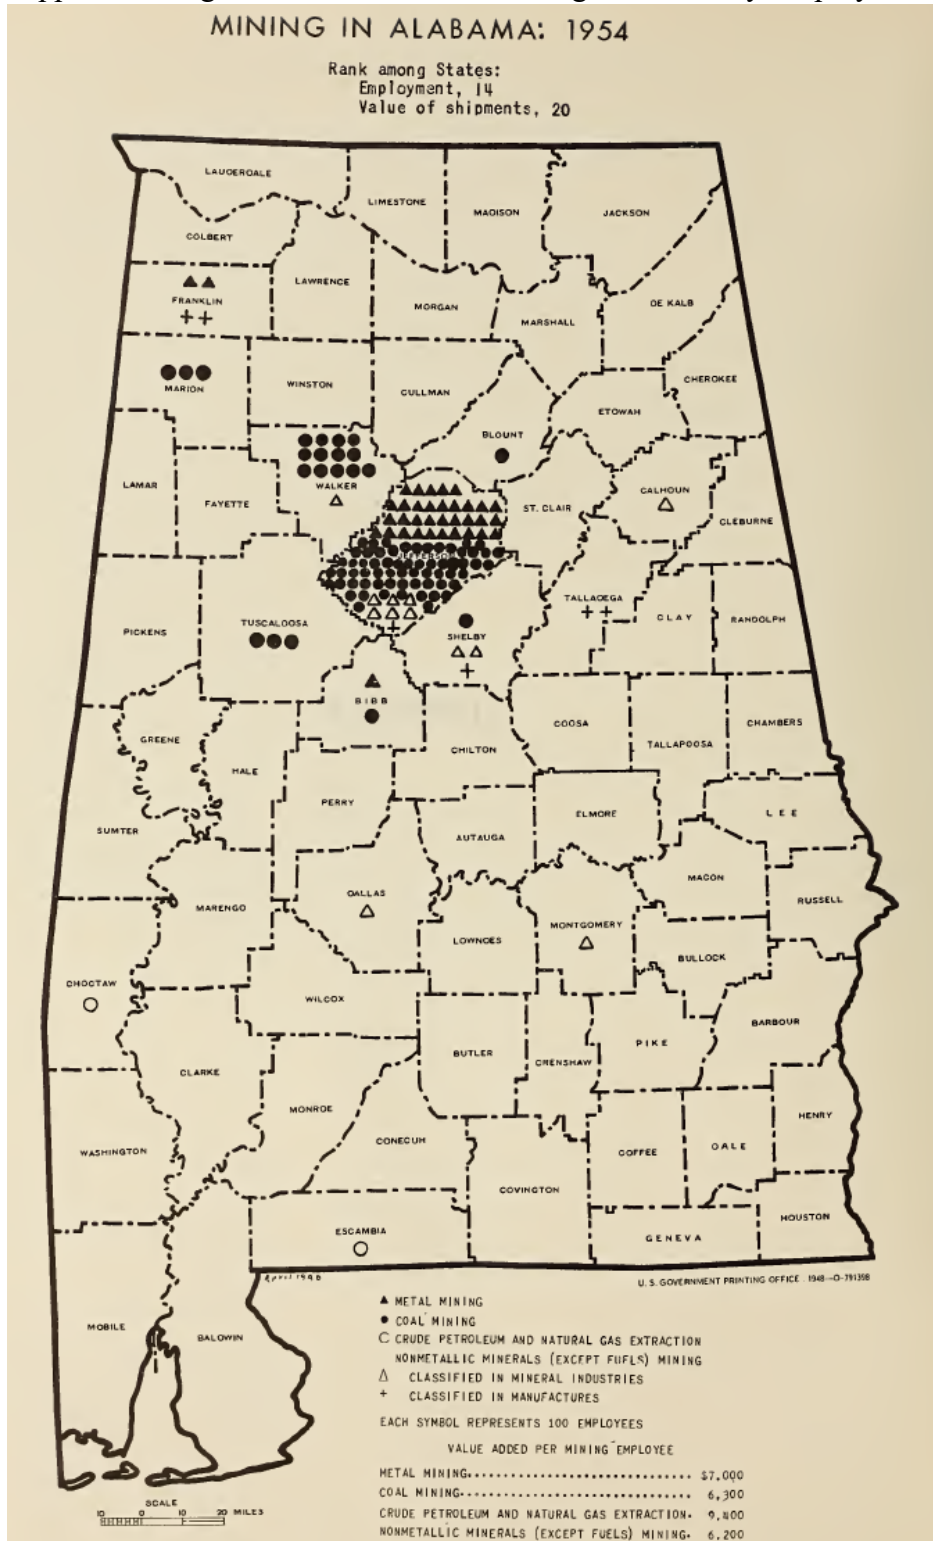 MINING IN ALABAMA: 1954
Rank among States:
Employment, 14
Value of shipments, 20
LAUDERDALE
LIMESTONE
MADISON
JACKSON
COLBERT
LAWRENCE
FRANKLIN
MORGAN
MARSHALL
DE KALB
MARION
WINSTON
CULLMAN
CHEROKEE
ETOWAH
BLOUNT
LAMAR
FAYETTE
WALKER
ST. CLAIR
CALHOUN
CLEBURNE
JEFFERSON
PICKENS
TUSCALOOSA
SHELBY
TALLADEGA
CLAY
RANDOLPH
BIBB
GREENE
HALE
CHILTON
COOSA
TALLAPOOSA
CHAMBERS
SUMTER
PERRY
AUTAUGA
ELMORE
LEE
MARENGO
DALLAS
LOWNDES
MONTGOMERY
MACON
RUSSELL
BULLOCK
CHOCTAW
WILCOX
CLARKE
BUTLER
CRENSHAW
PIKE
BARBOUR
WASHINGTON
MONROE
CONECUH
COVINGTON
COFFEE
DALE
HENRY
ESCAMBIA
GENEVA
HOUSTON
MOBILE
BALDWIN
April 1948
U. S. GOVERNMENT PRINTING OFFICE 1948—O-791398
METAL MINING
COAL MINING
CRUDE PETROLEUM AND NATURAL GAS EXTRACTION
NONMETALLIC MINERALS (EXCEPT FUELS) MINING
CLASSIFIED IN MINERAL INDUSTRIES
+ CLASSIFIED IN MANUFACTURES
EACH SYMBOL REPRESENTS 100 EMPLOYEES
VALUE ADDED PER MINING EMPLOYEE
METAL MINING................................ $7,000
COAL MINING................................ 6,300
CRUDE PETROLEUM AND NATURAL GAS EXTRACTION. 9,400
NONMETALLIC MINERALS (EXCEPT FUELS) MINING. 6,200
SCALE
10 0 10 20 MILES